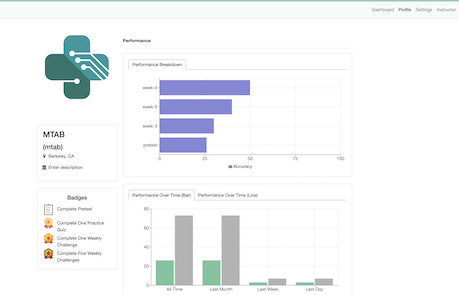 Dashboard Profile Settings Instructor
Performance
Performance Breakdown
week-4
week-3
week-2
pretest
0 25 50 75 100
Accuracy
MTAB
(mtab)
Berkeley, CA
Enter description
Badges
Complete Pretest
Complete One Practice
Quiz
Complete One Weekly
Challenge
Complete Five Weekly
Challenges
Performance Over Time (Bar) Performance Over Time (Line)
80
60
40
20
0
All Time Last Month Last Week Last Day